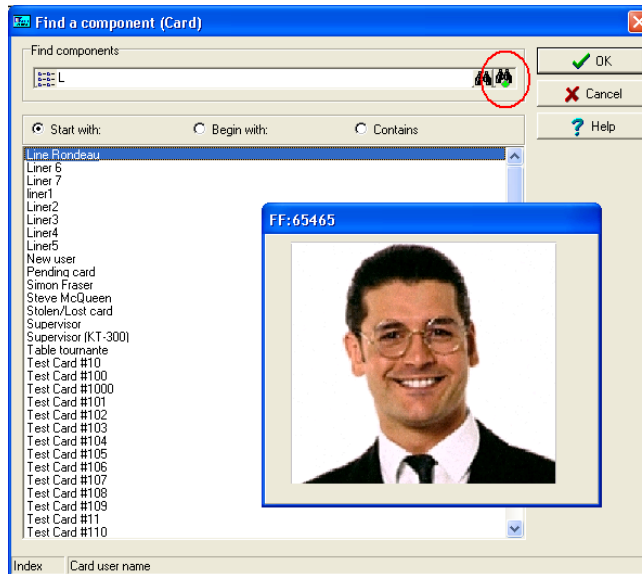 Find a component (Card)
Find components
L
OK
Cancel
Help
Start with:
Begin with:
Contains
Line Rondeau
Liner 6
Liner 7
liner1
Liner2
Liner3
Liner4
Liner5
New user
Pending card
Simon Fraser
Steve McQueen
Stolen/Lost card
Supervisor
Supervisor (KT-300)
Table tournante
Test Card #10
Test Card #100
Test Card #1000
Test Card #101
Test Card #102
Test Card #103
Test Card #104
Test Card #105
Test Card #106
Test Card #107
Test Card #108
Test Card #109
Test Card #11
Test Card #110
FF:65465
Index
Card user name